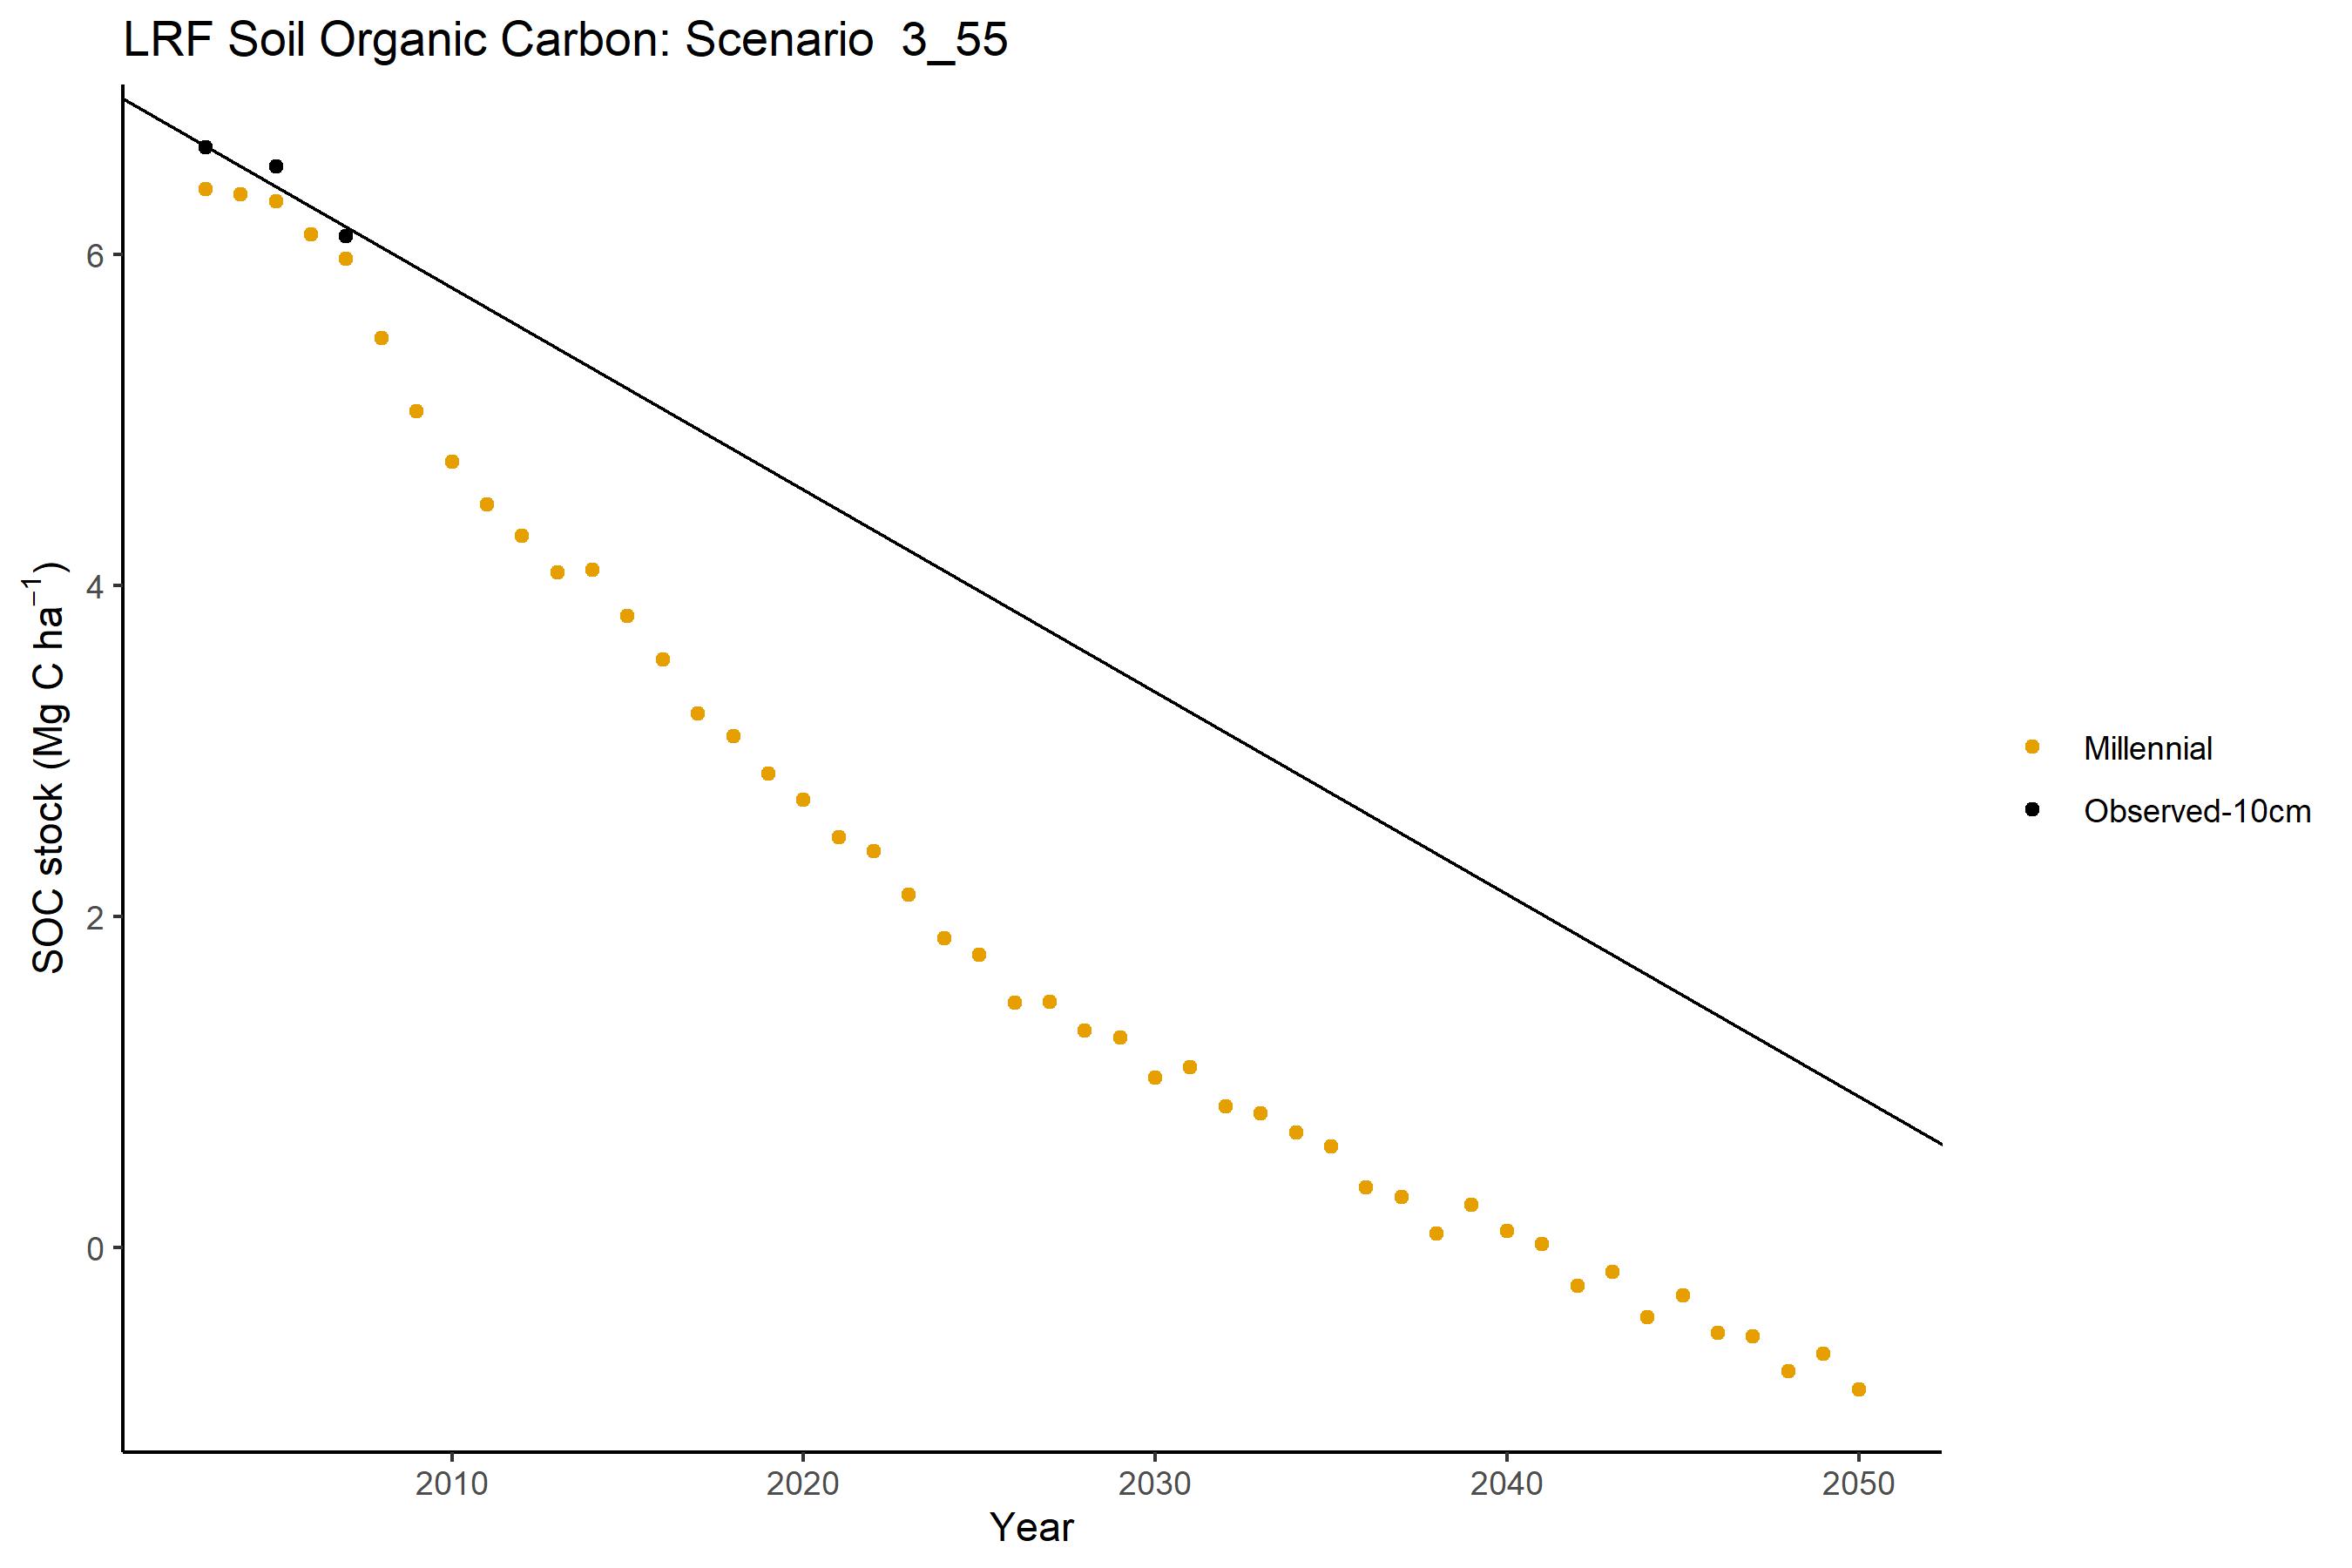 LRF Soil Organic Carbon: Scenario  3_55
SOC stock (Mg C ha⁻¹)
6
4
2
0
2010
2020
2030
2040
2050
Year
Millennial
Observed-10cm